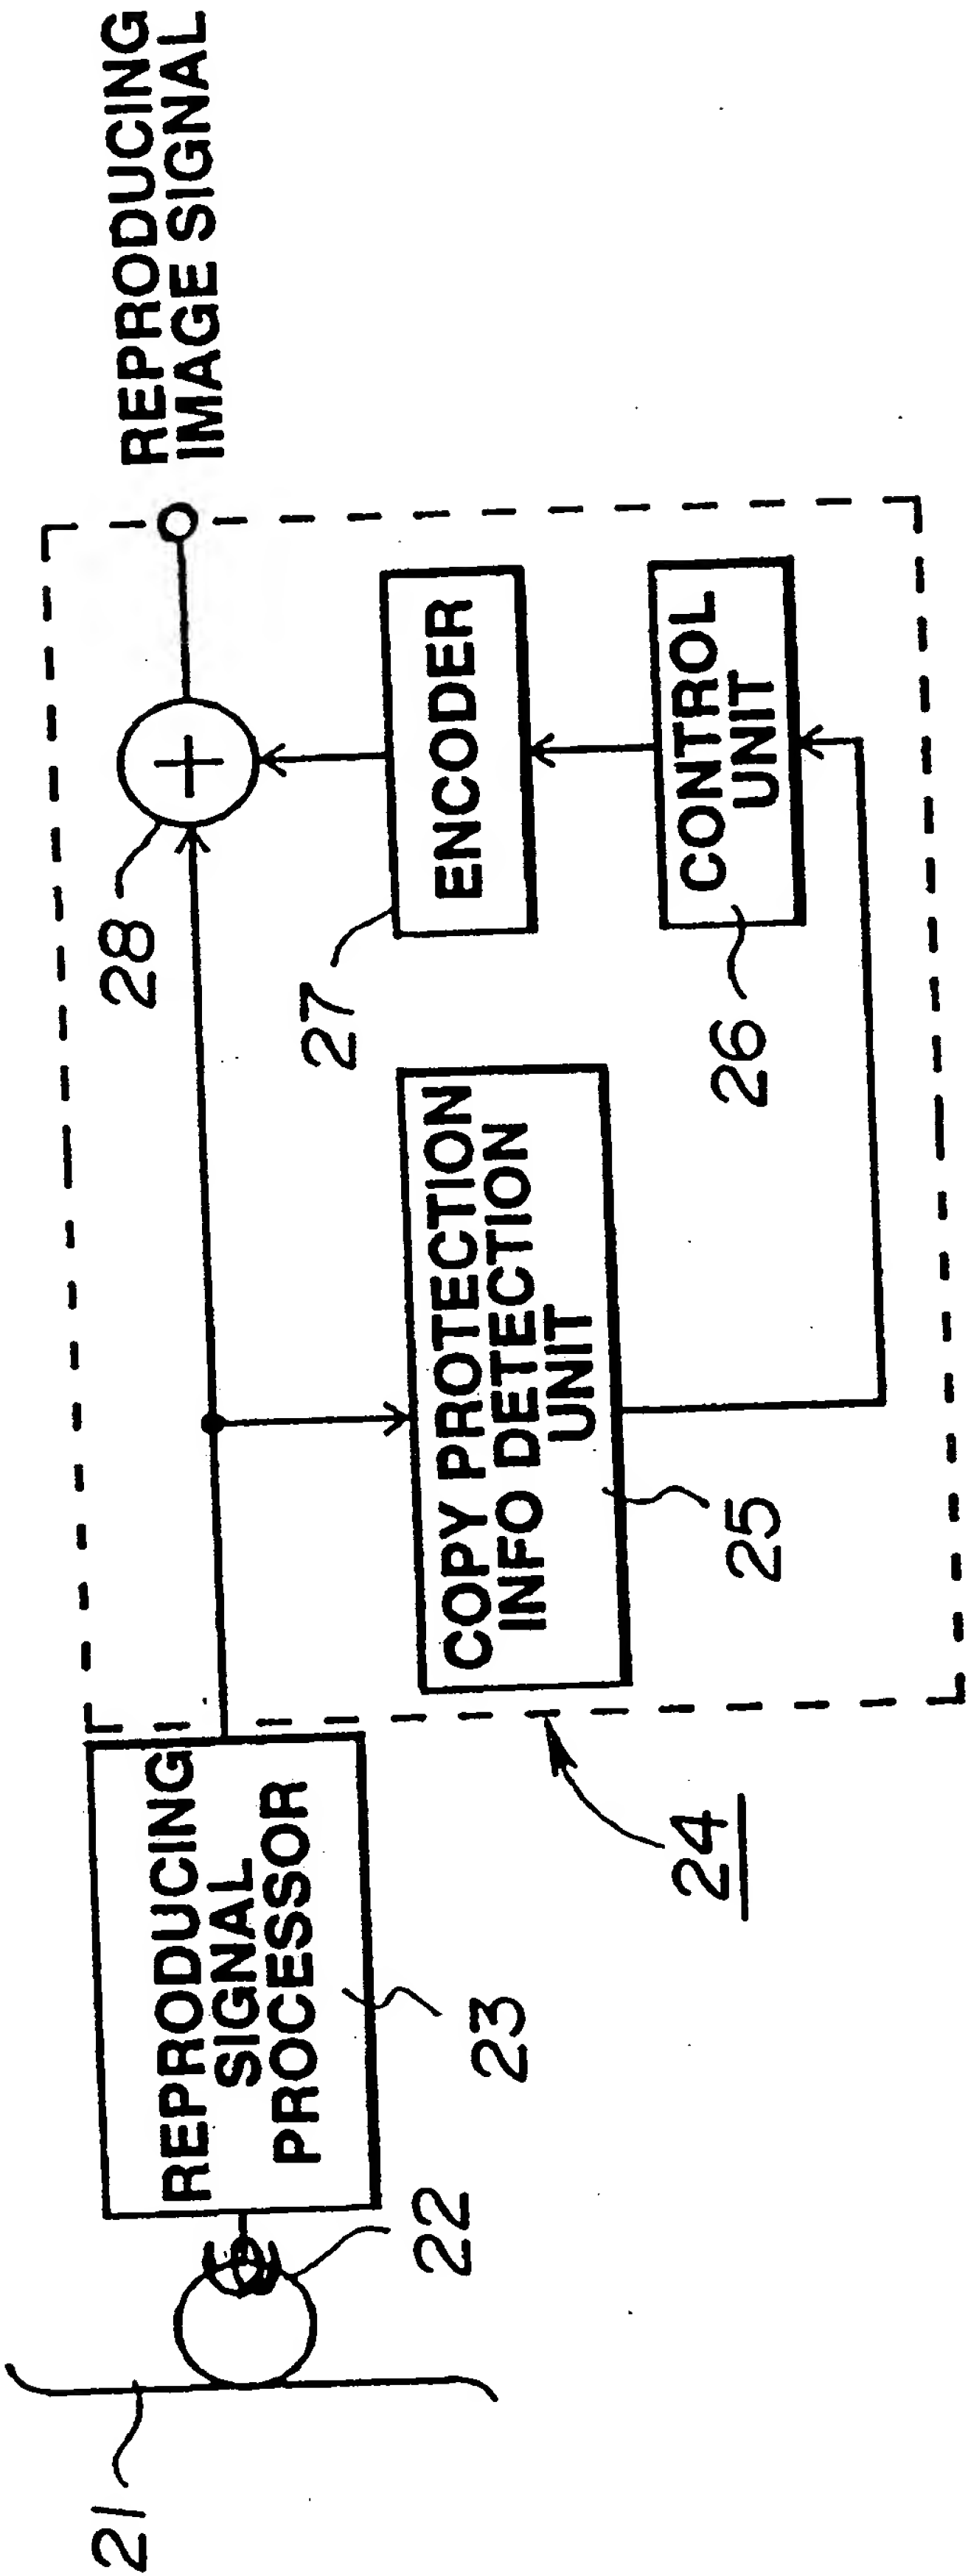 21
22
REPRODUCING
SIGNAL
PROCESSOR
23
24
COPY PROTECTION
INFO DETECTION
UNIT
25
28
27
ENCODER
26
CONTROL
UNIT
REPRODUCING
IMAGE SIGNAL